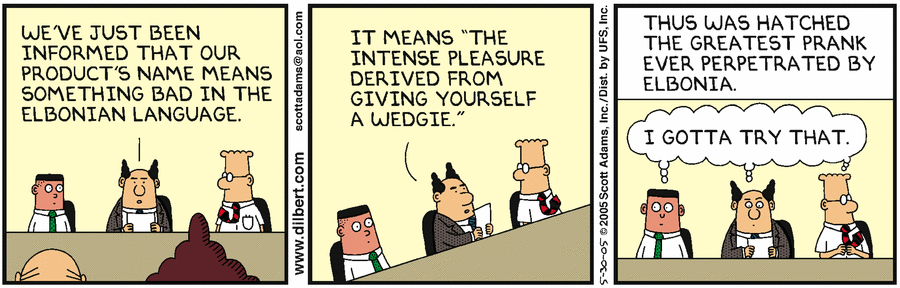 WE'VE JUST BEEN
INFORMED THAT OUR
PRODUCT'S NAME MEANS
SOMETHING BAD IN THE
ELBONIAN LANGUAGE.
www.dilbert.com scottadams@aol.com
IT MEANS "THE
INTENSE PLEASURE
DERIVED FROM
GIVING YOURSELF
A WEDGIE."
5-30-05 © 2005 Scott Adams, Inc./Dist. by UFS, Inc.
THUS WAS HATCHED
THE GREATEST PRANK
EVER PERPETRATED BY
ELBONIA.
I GOTTA TRY THAT.